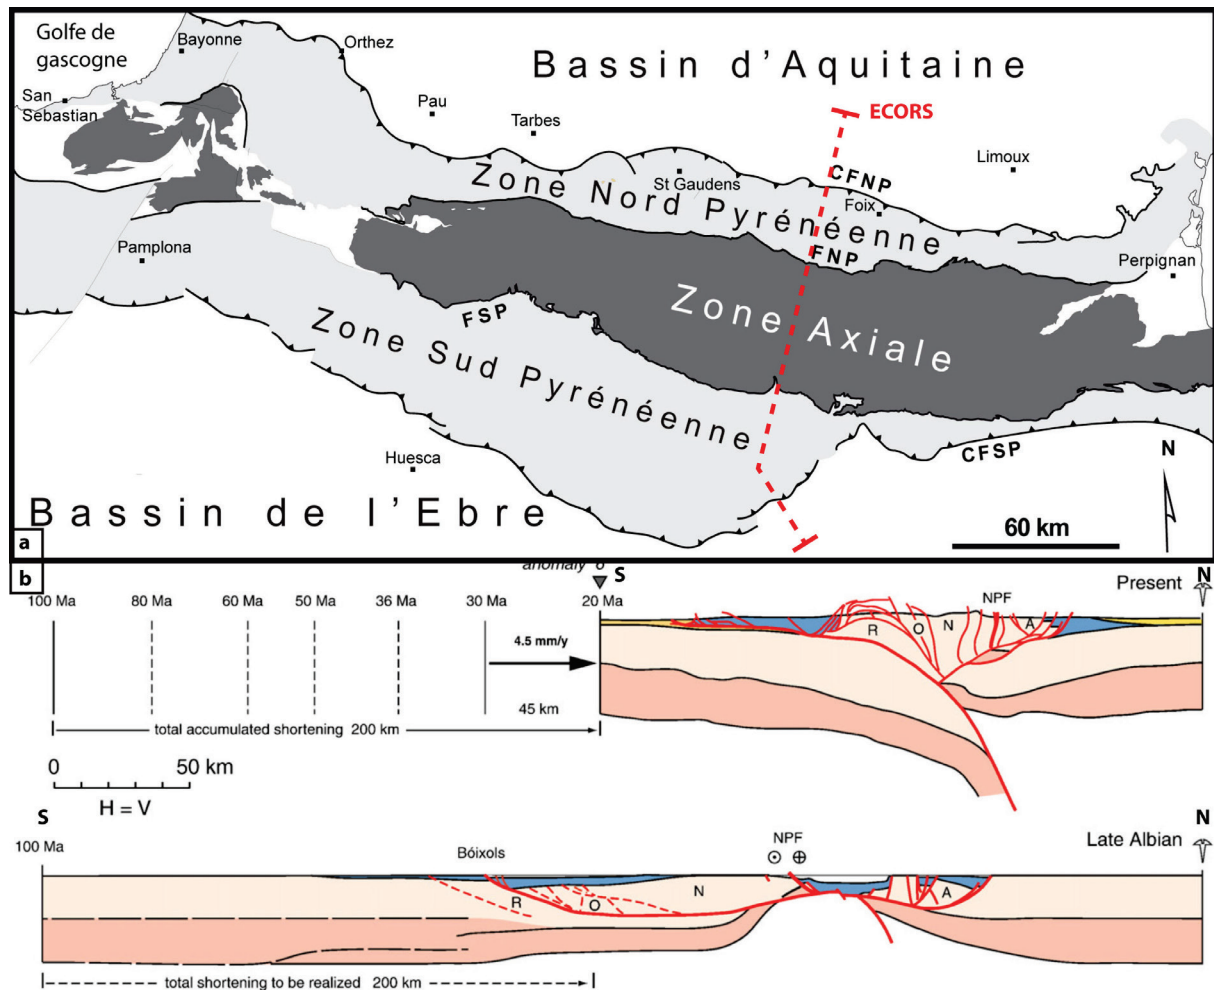 Golfe de
gascogne
Bayonne
Orthez
Bassin d'Aquitaine
San
Sebastian
Pau
Tarbes
ECORS
Limoux
CFNP
St Gaudens
Foix
Zone Nord Pyrénéenne
FNP
Pamplona
Perpignan
Zone Axiale
FSP
Zone Sud Pyrénéenne
CFSP
N
Huesca
Bassin de l'Ebre
60 km
a
b
anomaly 6
S
Present
N
100 Ma
80 Ma
60 Ma
50 Ma
36 Ma
30 Ma
20 Ma
NPF
R
O
N
A
4.5 mm/y
45 km
total accumulated shortening 200 km
0
50 km
H = V
S
N
100 Ma
Bóixols
NPF
Late Albian
R
O
N
A
total shortening to be realized 200 km